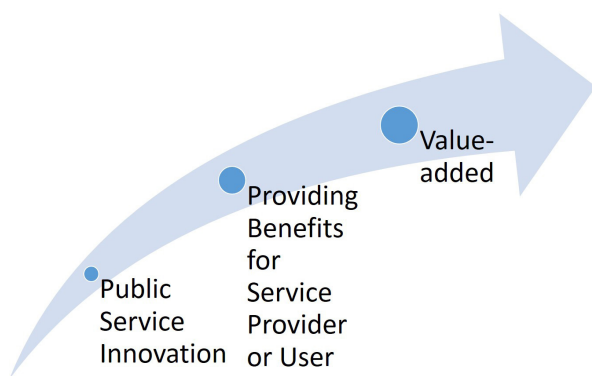 Public
Service
Innovation
Providing
Benefits
for
Service
Provider
or User
Value-
added